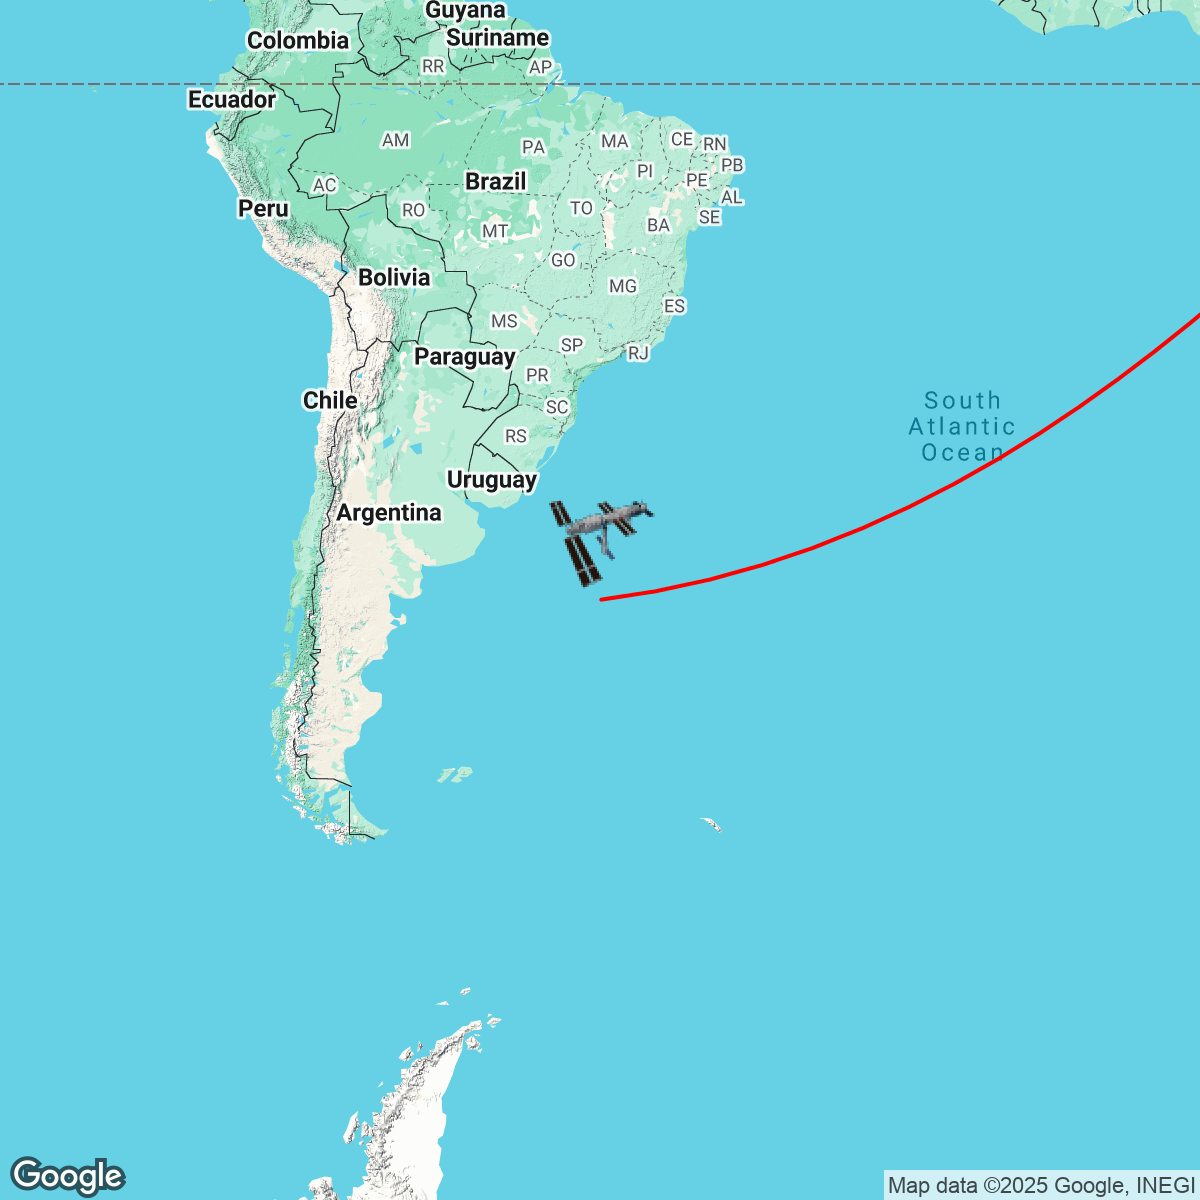 Guyana
Colombia
Suriname
RR
AP
Ecuador
AM
PA
MA
CE
RN
PB
PI
PE
AL
AC
Brazil
TO
Peru
RO
BA
SE
MT
GO
Bolivia
MG
ES
MS
SP
RJ
Paraguay
PR
Chile
SC
South
Atlantic
Ocean
RS
Uruguay
Argentina
Google
Map data ©2025 Google, INEGI